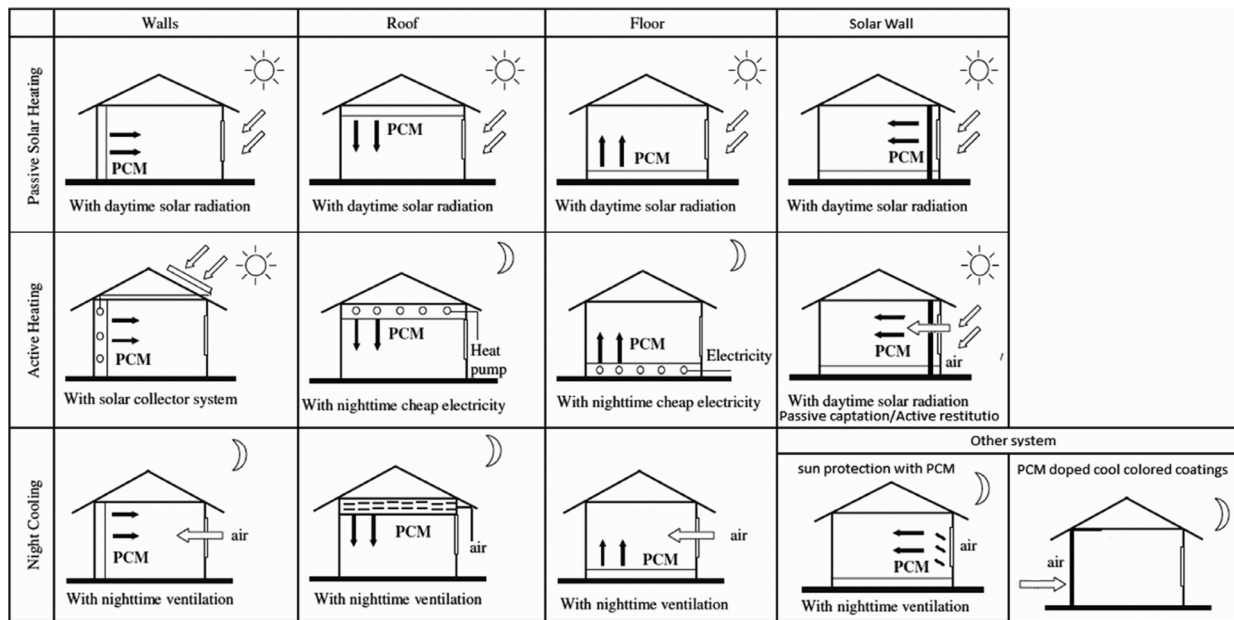 Walls
Roof
Floor
Solar Wall
Passive Solar Heating
PCM
With daytime solar radiation
PCM
With daytime solar radiation
PCM
With daytime solar radiation
PCM
With daytime solar radiation
Active Heating
PCM
With solar collector system
PCM
Heat
pump
With nighttime cheap electricity
PCM
Electricity
With nighttime cheap electricity
PCM
air
With daytime solar radiation
Passive captation/Active restitutio
Night Cooling
PCM
air
With nighttime ventilation
PCM
air
With nighttime ventilation
PCM
air
With nighttime ventilation
Other system
sun protection with PCM
PCM
air
With nighttime ventilation
PCM doped cool colored coatings
air